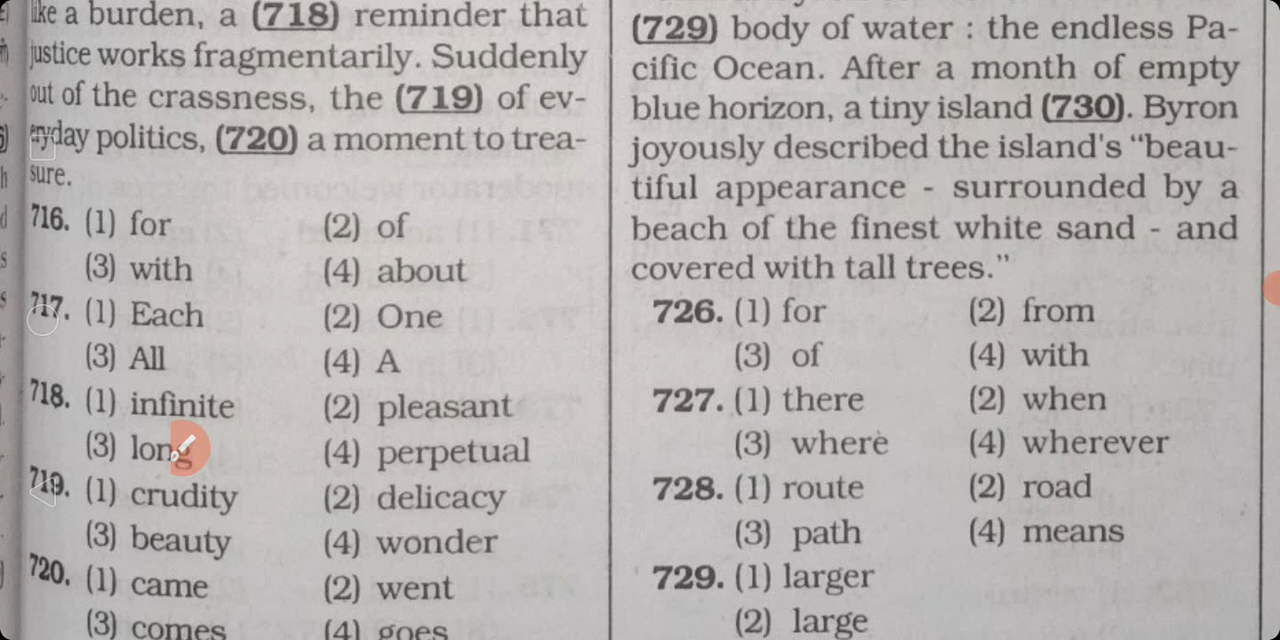 like a burden, a (718) reminder that
justice works fragmentarily. Suddenly
out of the crassness, the (719) of ev-
eryday politics, (720) a moment to trea-
sure.
716. (1) for (2) of
(3) with (4) about
717. (1) Each (2) One
(3) All (4) A
718. (1) infinite (2) pleasant
(3) long (4) perpetual
719. (1) crudity (2) delicacy
(3) beauty (4) wonder
720. (1) came (2) went
(3) comes (4) goes
(729) body of water : the endless Pa-
cific Ocean. After a month of empty
blue horizon, a tiny island (730). Byron
joyously described the island's “beau-
tiful appearance - surrounded by a
beach of the finest white sand - and
covered with tall trees.”
726. (1) for (2) from
(3) of (4) with
727. (1) there (2) when
(3) where (4) wherever
728. (1) route (2) road
(3) path (4) means
729. (1) larger
(2) large